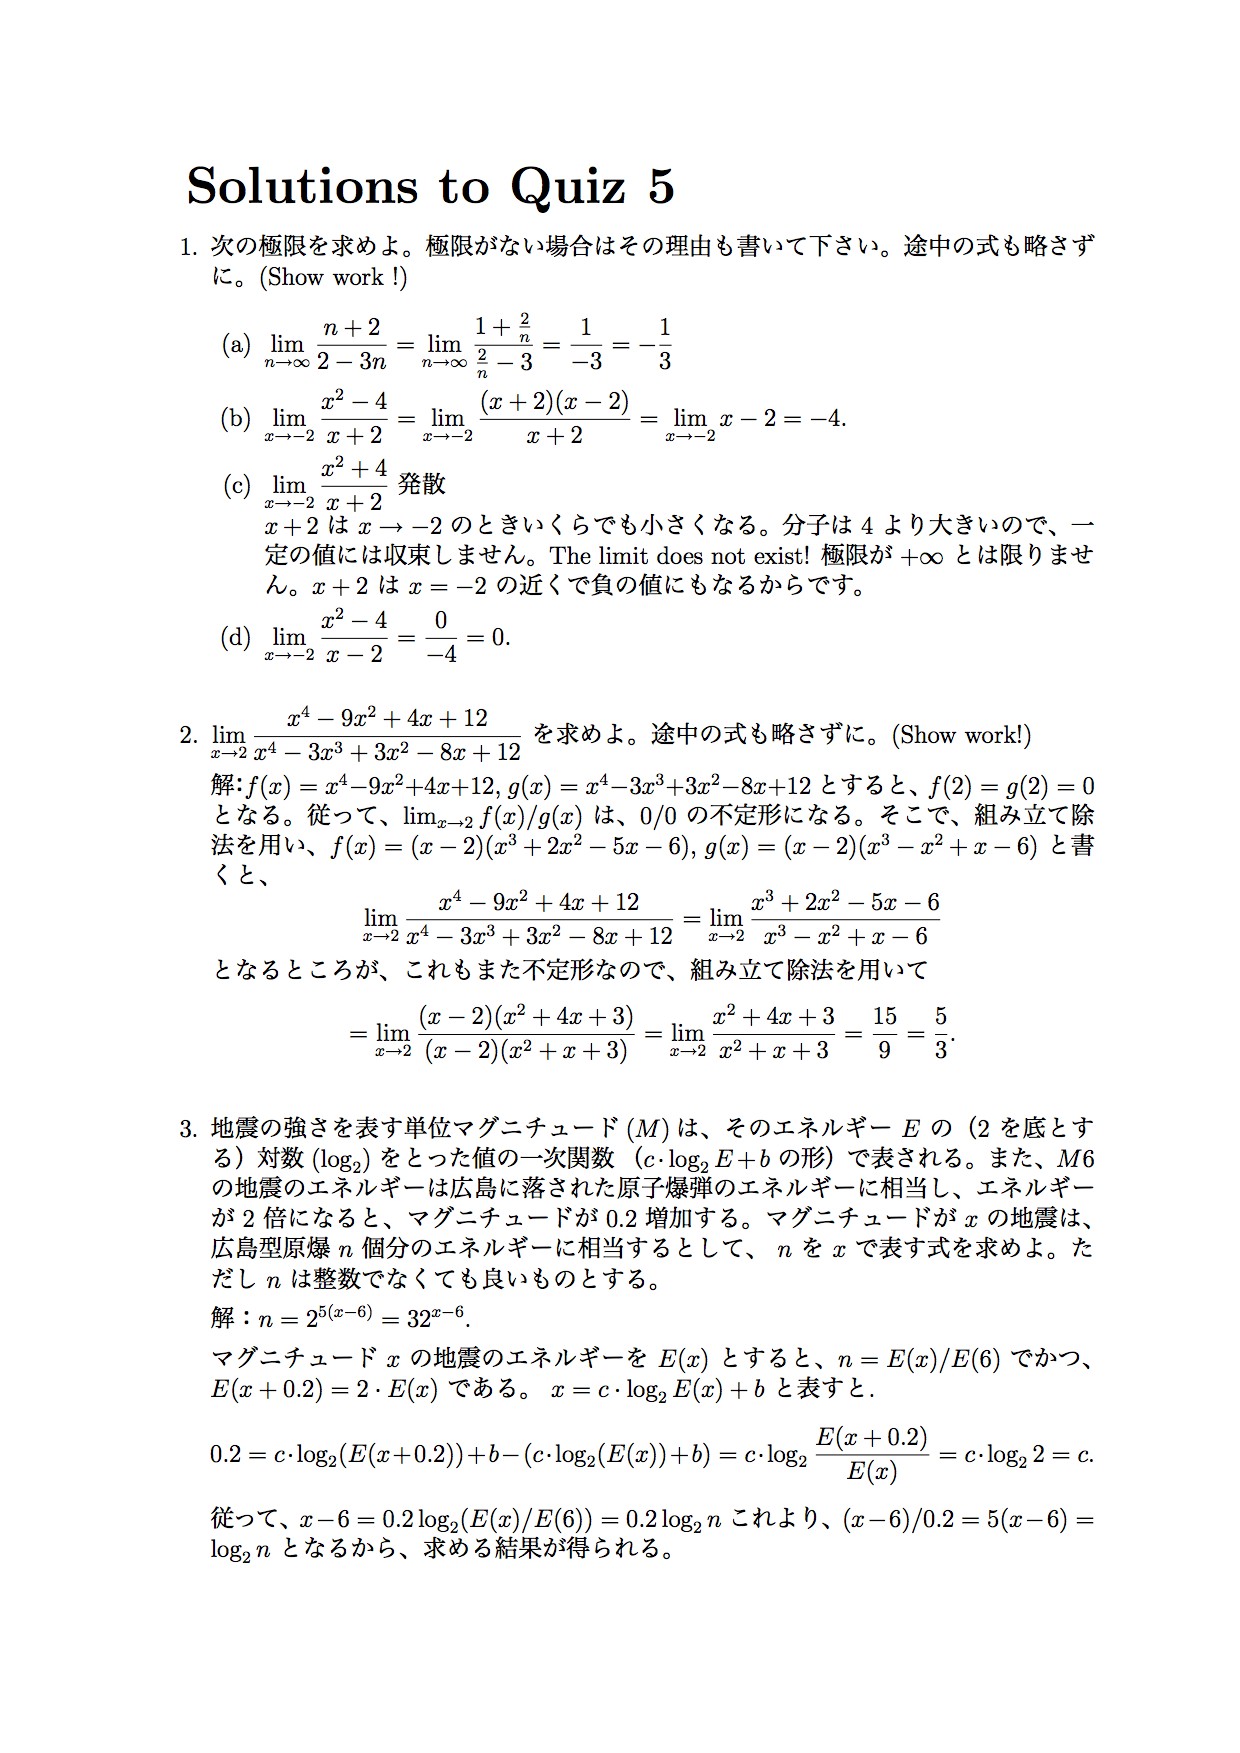 Solutions to Quiz 5
1. 次の極限を求めよ。極限がない場合はその理由も書いて下さい。途中の式も略さず
に。(Show work !)
(a) $\lim_{n\to\infty} \frac{n+2}{2-3n} = \lim_{n\to\infty} \frac{1+\frac{2}{n}}{\frac{2}{n}-3} = \frac{1}{-3} = -\frac{1}{3}$
(b) $\lim_{x\to-2} \frac{x^2-4}{x+2} = \lim_{x\to-2} \frac{(x+2)(x-2)}{x+2} = \lim_{x\to-2} x-2 = -4.$
(c) $\lim_{x\to-2} \frac{x^2+4}{x+2}$ 発散
$x+2$ は $x \to -2$ のときいくらでも小さくなる。分子は 4 より大きいので、一
定の値には収束しません。The limit does not exist! 極限が $+\infty$ とは限りませ
ん。$x+2$ は $x=-2$ の近くで負の値にもなるからです。
(d) $\lim_{x\to-2} \frac{x^2-4}{x-2} = \frac{0}{-4} = 0.$
2. $\lim_{x\to2} \frac{x^4-9x^2+4x+12}{x^4-3x^3+3x^2-8x+12}$ を求めよ。途中の式も略さずに。(Show work!)
解:$f(x) = x^4-9x^2+4x+12, g(x) = x^4-3x^3+3x^2-8x+12$ とすると、$f(2) = g(2) = 0$
となる。従って、$\lim_{x\to2} f(x)/g(x)$ は、0/0 の不定形になる。そこで、組み立て除
法を用い、$f(x) = (x-2)(x^3+2x^2-5x-6), g(x) = (x-2)(x^3-x^2+x-6)$ と書
くと、
$\lim_{x\to2} \frac{x^4-9x^2+4x+12}{x^4-3x^3+3x^2-8x+12} = \lim_{x\to2} \frac{x^3+2x^2-5x-6}{x^3-x^2+x-6}$
となるところが、これもまた不定形なので、組み立て除法を用いて
$= \lim_{x\to2} \frac{(x-2)(x^2+4x+3)}{(x-2)(x^2+x+3)} = \lim_{x\to2} \frac{x^2+4x+3}{x^2+x+3} = \frac{15}{9} = \frac{5}{3}.$
3. 地震の強さを表す単位マグニチュード $(M)$ は、そのエネルギー $E$ の（2 を底とす
る）対数 $(\log_2)$ をとった値の一次関数（$c \cdot \log_2 E + b$ の形）で表される。また、$M6$
の地震のエネルギーは広島に落された原子爆弾のエネルギーに相当し、エネルギー
が 2 倍になると、マグニチュードが 0.2 増加する。マグニチュードが $x$ の地震は、
広島型原爆 $n$ 個分のエネルギーに相当するとして、 $n$ を $x$ で表す式を求めよ。た
だし $n$ は整数でなくても良いものとする。
解：$n = 2^{5(x-6)} = 32^{x-6}.$
マグニチュード $x$ の地震のエネルギーを $E(x)$ とすると、$n = E(x)/E(6)$ でかつ、
$E(x+0.2) = 2 \cdot E(x)$ である。 $x = c \cdot \log_2 E(x) + b$ と表すと.
$0.2 = c \cdot \log_2(E(x+0.2))+b-(c \cdot \log_2(E(x))+b) = c \cdot \log_2 \frac{E(x+0.2)}{E(x)} = c \cdot \log_2 2 = c.$
従って、$x-6 = 0.2\log_2(E(x)/E(6)) = 0.2\log_2 n$ これより、$(x-6)/0.2 = 5(x-6) =$
$\log_2 n$ となるから、求める結果が得られる。